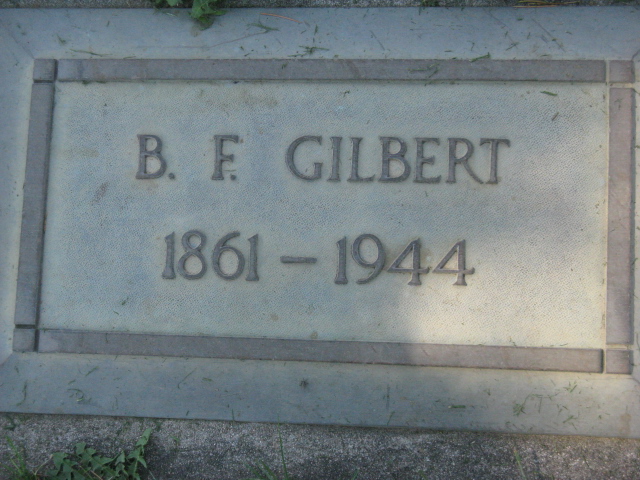 B. F. GILBERT
1861 – 1944